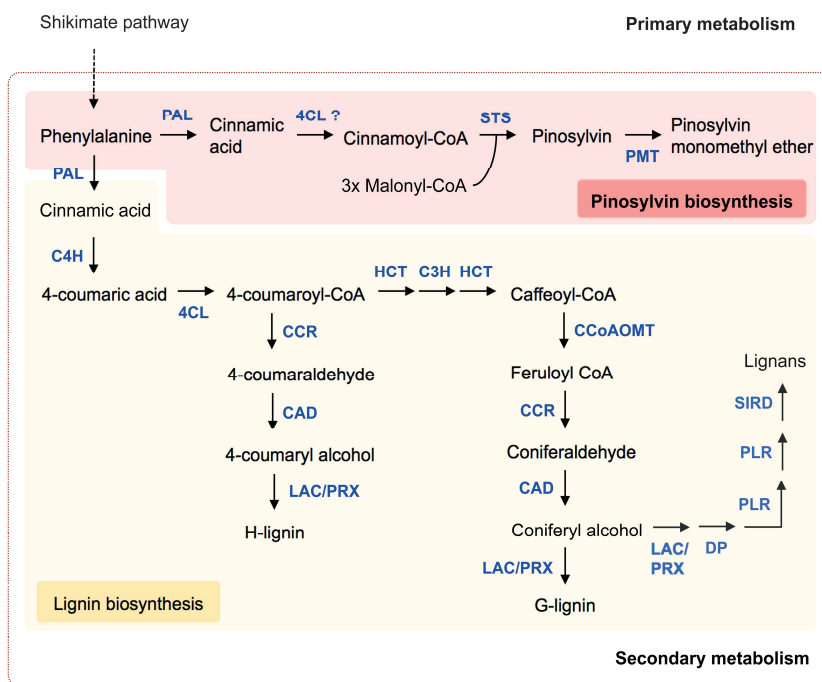 Shikimate pathway
Primary metabolism
PAL
4CL ?
STS
Phenylalanine
Cinnamic
acid
Cinnamoyl-CoA
Pinosylvin
Pinosylvin
monomethyl ether
PMT
PAL
3x Malonyl-CoA
Pinosylvin biosynthesis
Cinnamic acid
C4H
HCT
C3H
HCT
4-coumaric acid
4-coumaroyl-CoA
Caffeoyl-CoA
4CL
CCR
CCoAOMT
Lignans
4-coumaraldehyde
Feruloyl CoA
SIRD
CAD
CCR
4-coumaryl alcohol
Coniferaldehyde
PLR
LAC/PRX
CAD
PLR
H-lignin
Coniferyl alcohol
LAC/
PRX
DP
LAC/PRX
G-lignin
Lignin biosynthesis
Secondary metabolism